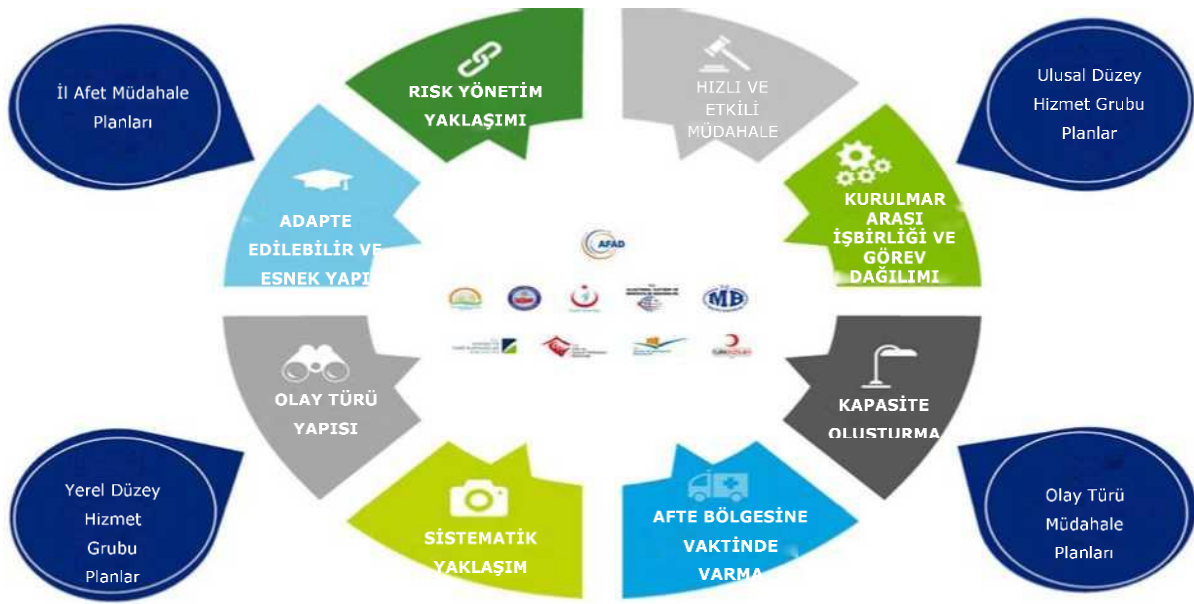 İl Afet Müdahale
Planları
RISK YÖNETİM
YAKLAŞIMI
HIZLI VE
ETKİLİ
MÜDAHALE
Ulusal Düzey
Hizmet Grubu
Planlar
ADAPTE
EDİLEBİLİR VE
ESNEK YAPI
KURULMAR
ARASI
İŞBİRLİĞİ VE
GÖREV
DAĞILIMI
AFAD
MB
OLAY TÜRÜ
YAPISI
KAPASİTE
OLUSTURMA
Yerel Düzey
Hizmet
Grubu
Planlar
SİSTEMATİK
YAKLAŞIM
AFTE BÖLGESİNE
VAKTİNDE
VARMA
Olay Türü
Müdahale
Planları